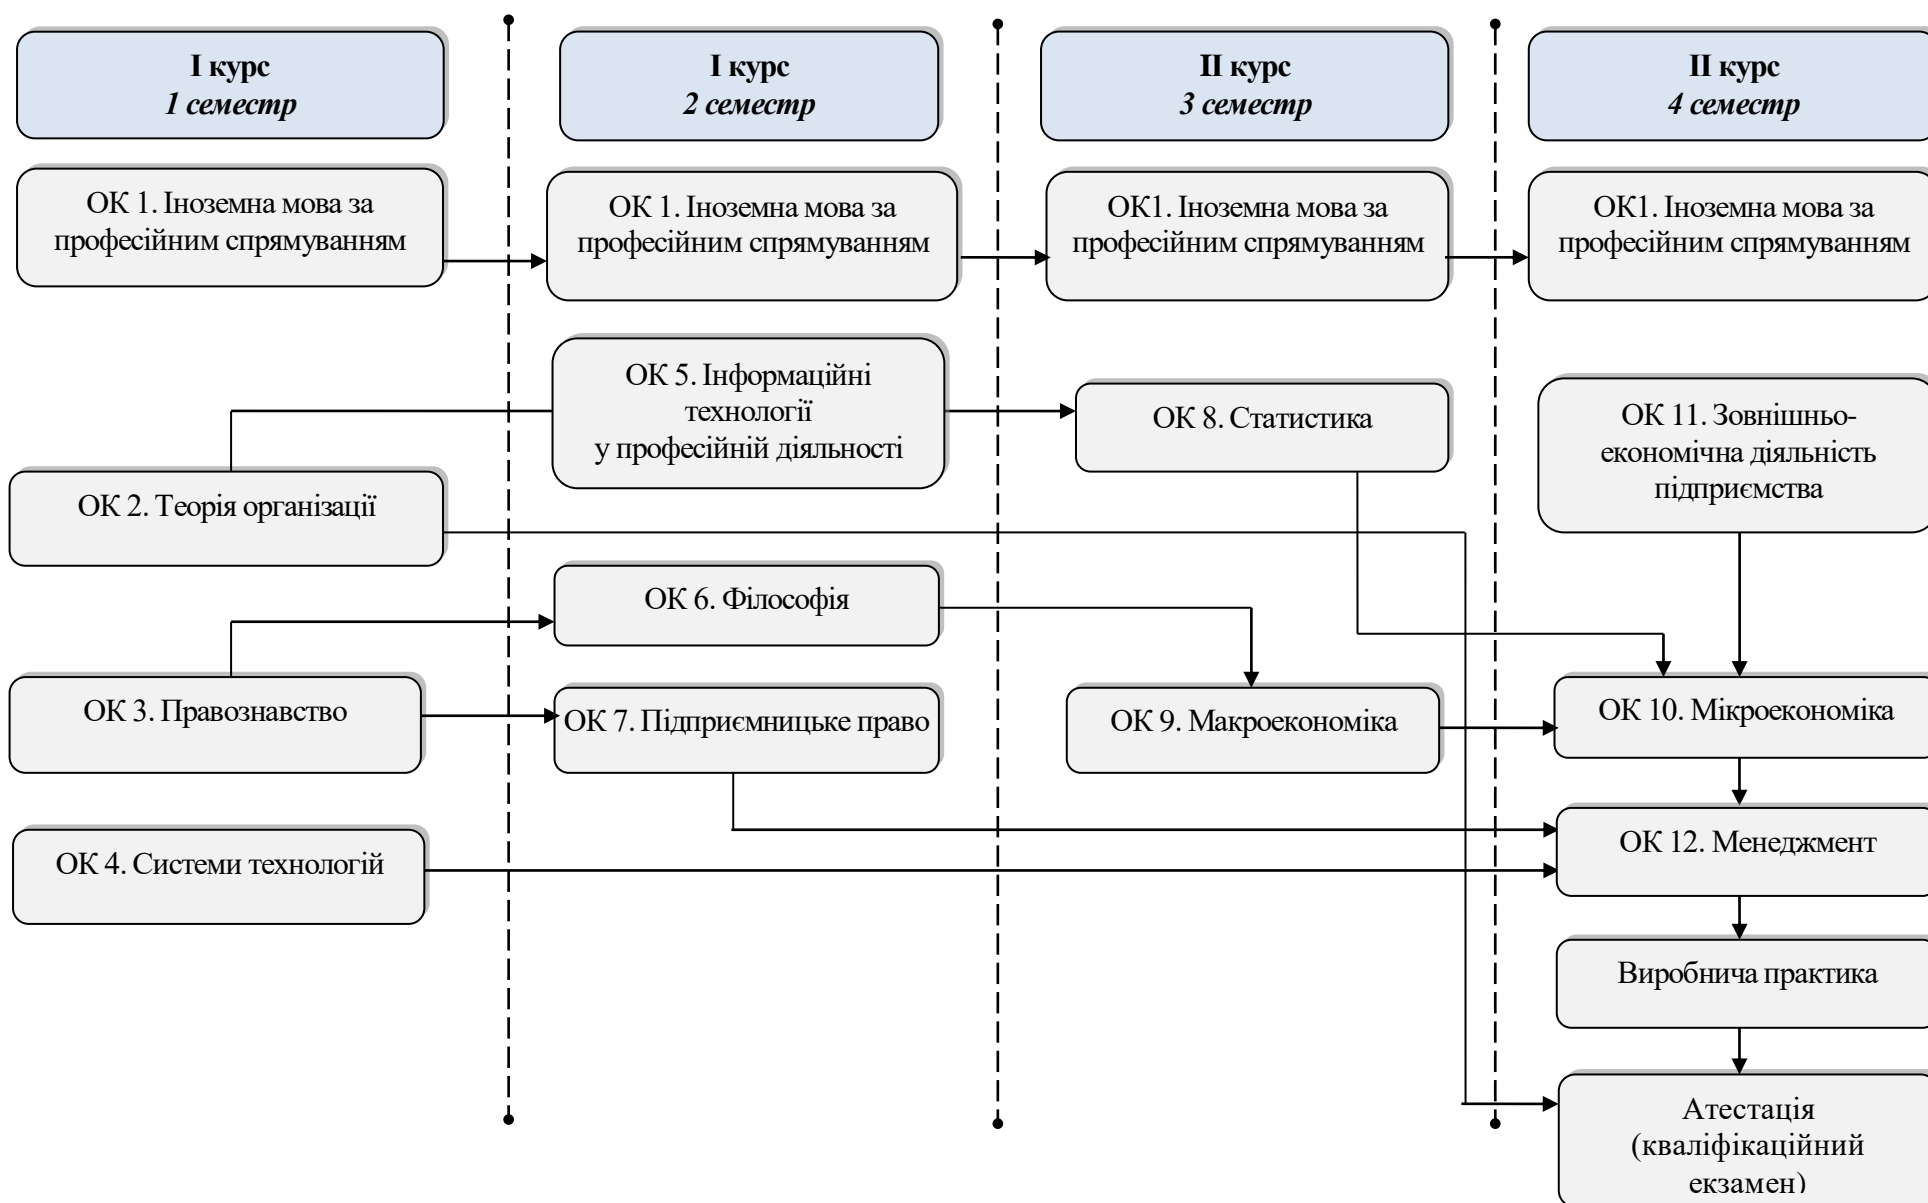 І курс
1 семестр
І курс
2 семестр
ІІ курс
3 семестр
ІІ курс
4 семестр
ОК 1. Іноземна мова за
професійним спрямуванням
ОК 1. Іноземна мова за
професійним спрямуванням
ОК1. Іноземна мова за
професійним спрямуванням
ОК1. Іноземна мова за
професійним спрямуванням
ОК 5. Інформаційні
технології
у професійній діяльності
ОК 8. Статистика
ОК 11. Зовнішньо-
економічна діяльність
підприємства
ОК 2. Теорія організації
ОК 6. Філософія
ОК 3. Правознавство
ОК 7. Підприємницьке право
ОК 9. Макроекономіка
ОК 10. Мікроекономіка
ОК 4. Системи технологій
ОК 12. Менеджмент
Виробнича практика
Атестація
(кваліфікаційний
екзамен)